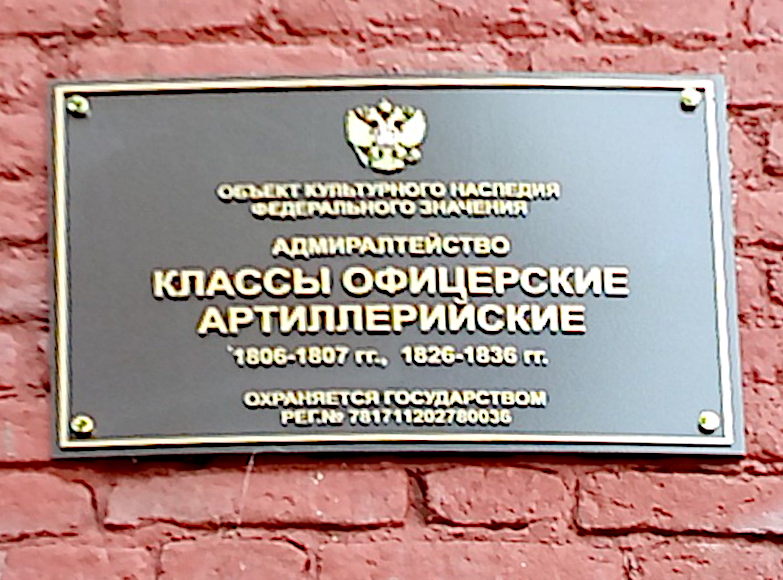 ОБЪЕКТ КУЛЬТУРНОГО НАСЛЕДИЯ
ФЕДЕРАЛЬНОГО ЗНАЧЕНИЯ
АДМИРАЛТЕЙСТВО
КЛАССЫ ОФИЦЕРСКИЕ
АРТИЛЛЕРИЙСКИЕ
1806-1807 гг., 1826-1836 гг.
ОХРАНЯЕТСЯ ГОСУДАРСТВОМ
РЕГ.№ 781711202780036